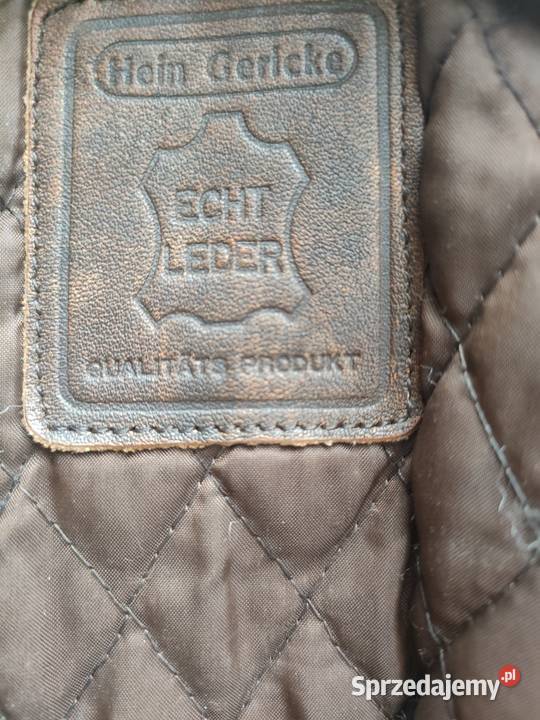 Hein Gericke
ECHT
LEDER
QUALITÄTS PRODUKT
Sprzedajemy.pl